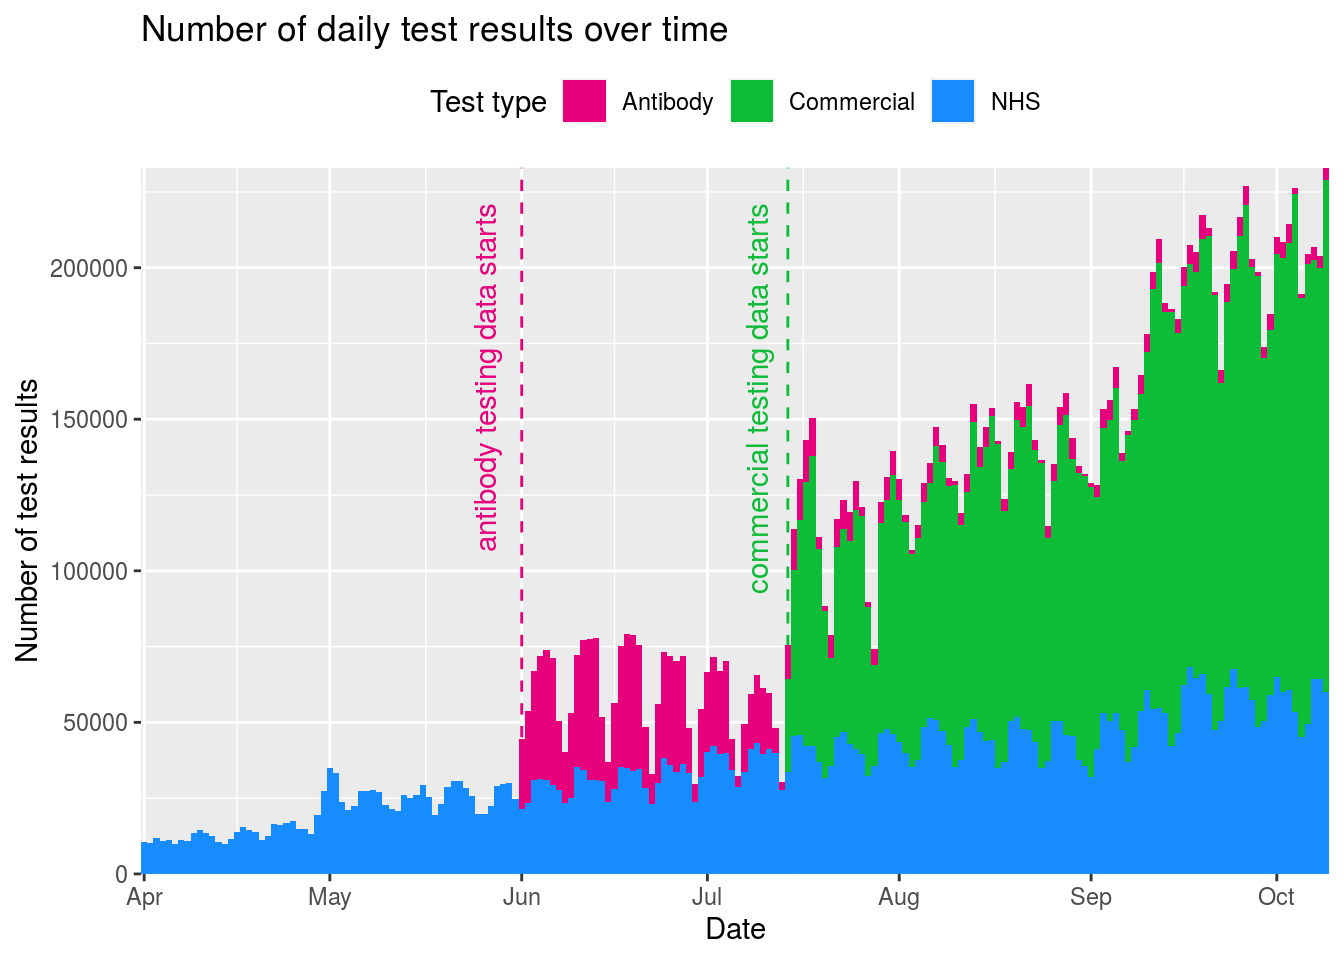 Number of daily test results over time
Test type Antibody Commercial NHS
Number of test results
200000
150000
100000
50000
0
antibody testing data starts
commercial testing data starts
Apr May Jun Jul Aug Sep Oct
Date